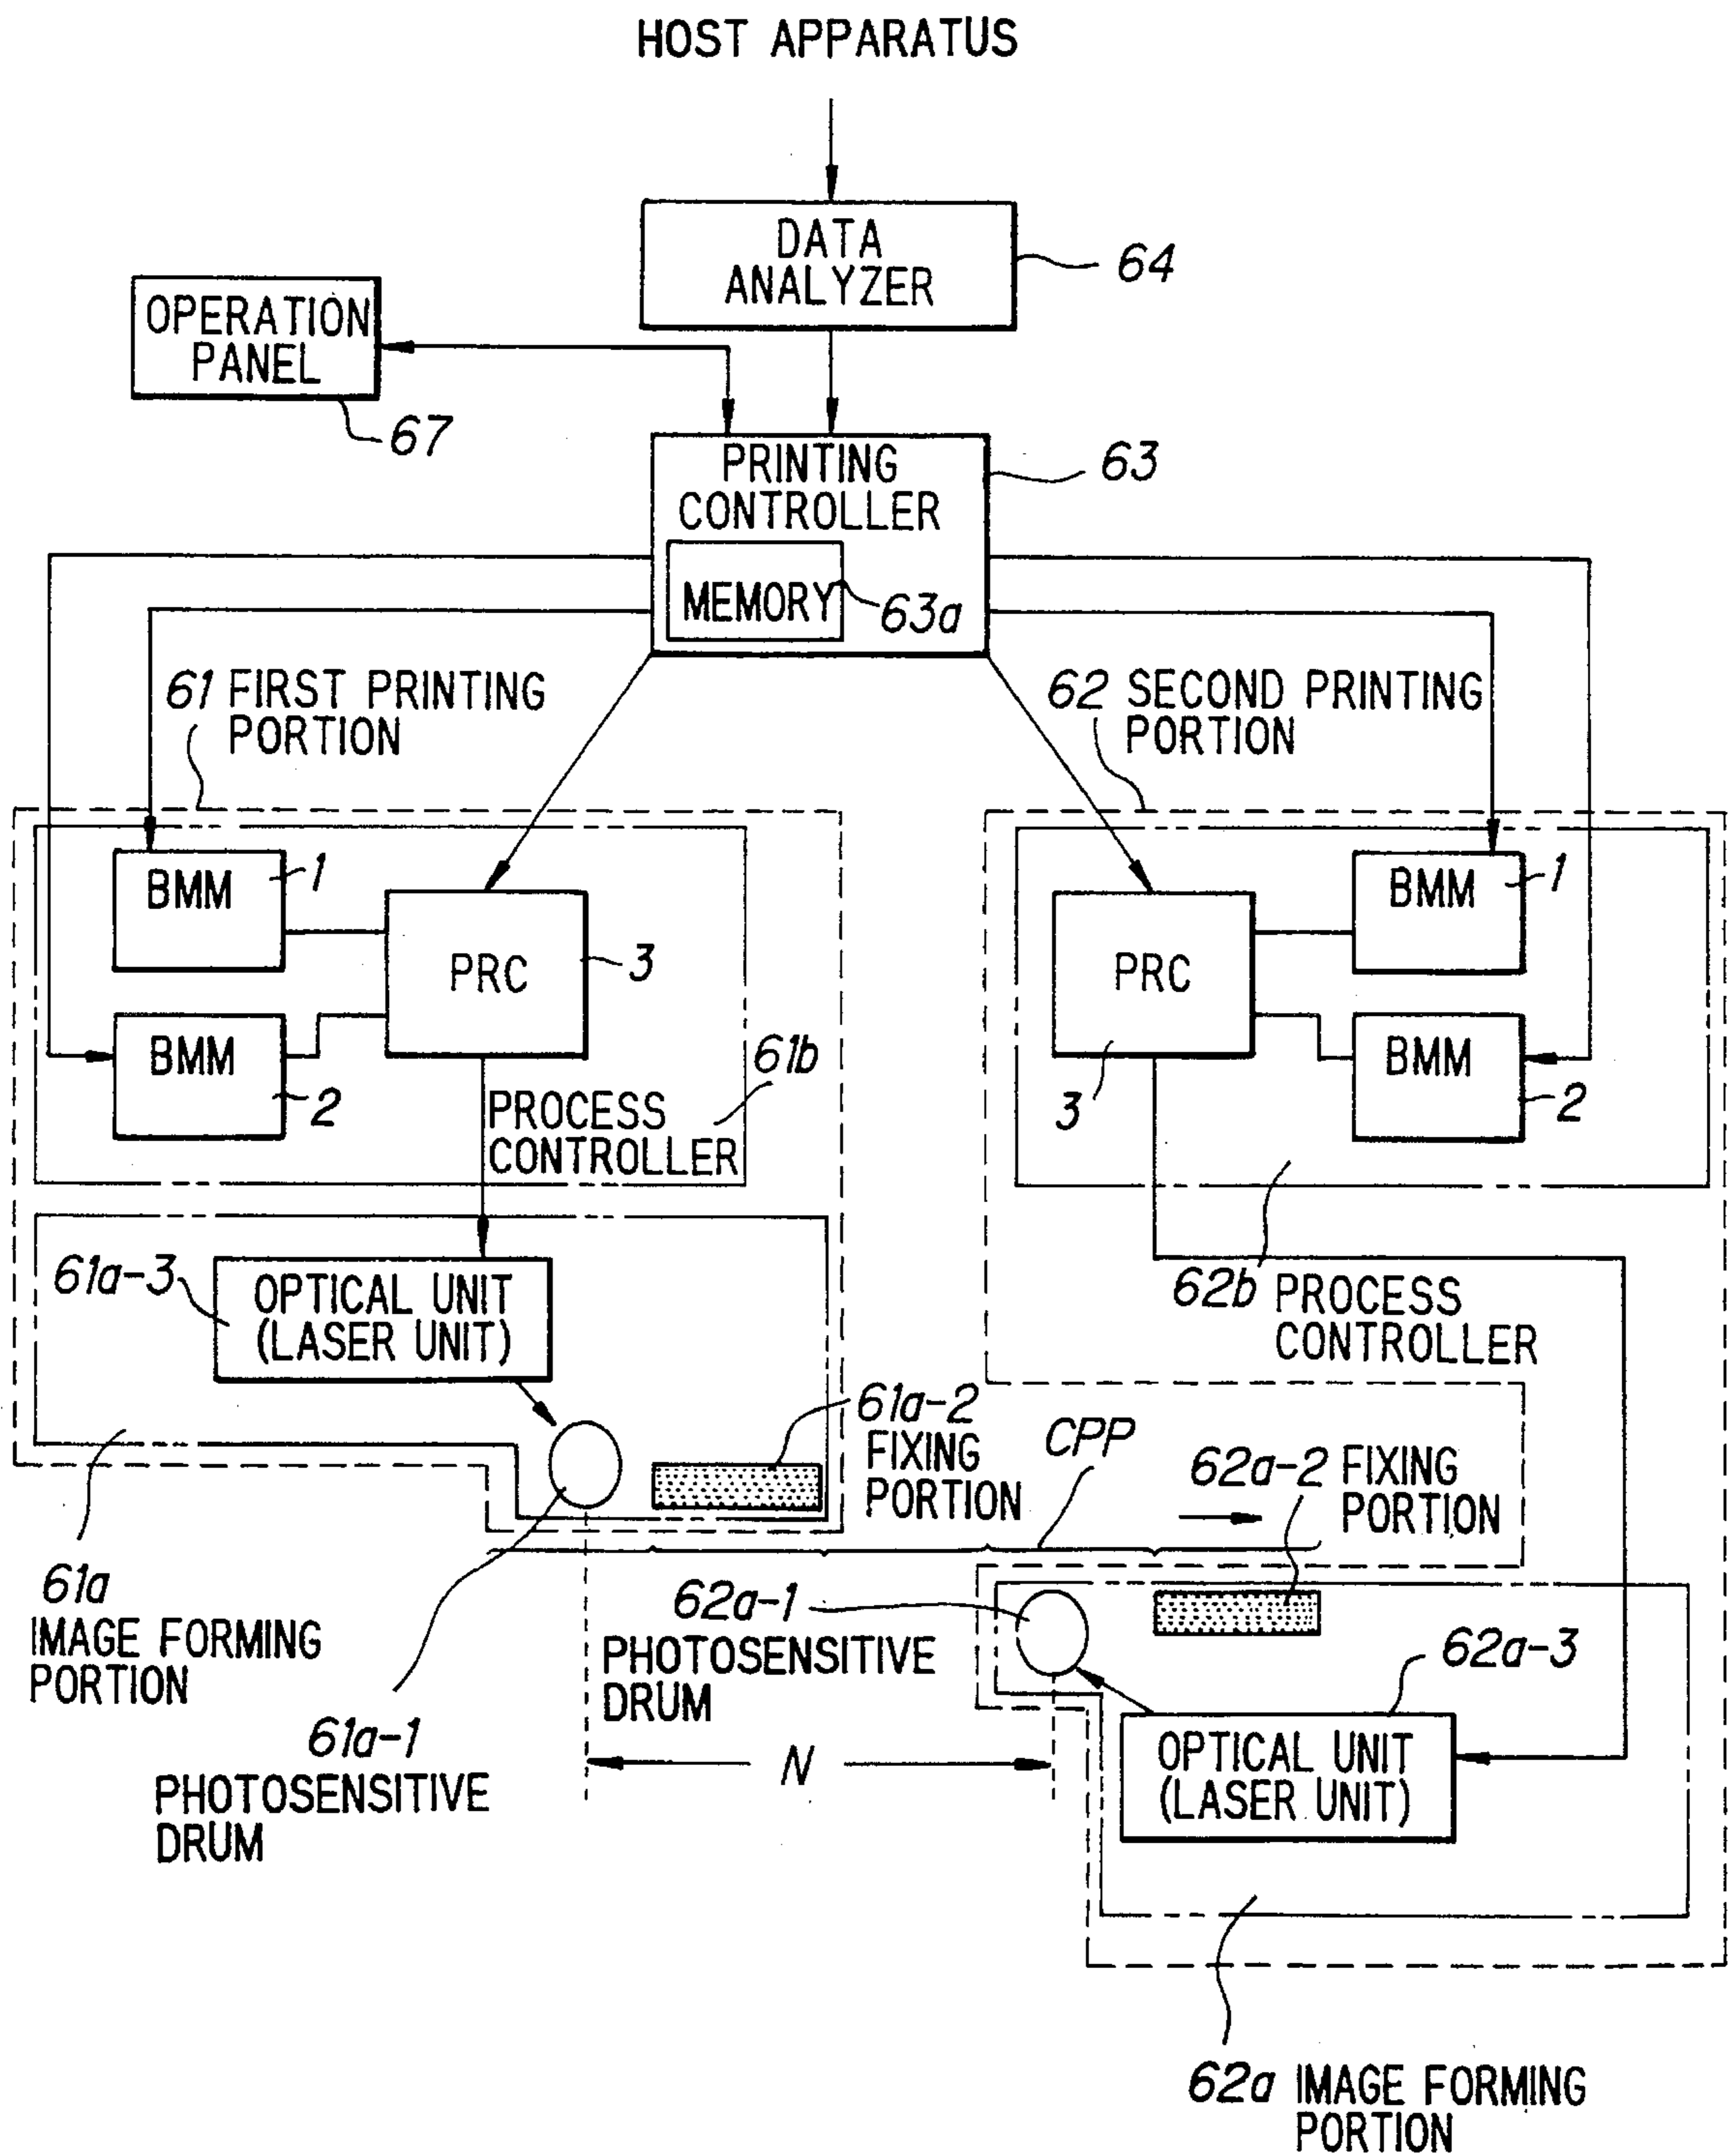 HOST APPARATUS
DATA
ANALYZER
64
OPERATION
PANEL
67
PRINTING
CONTROLLER
63
MEMORY
63a
61 FIRST PRINTING
PORTION
62 SECOND PRINTING
PORTION
BMM
1
PRC
3
BMM
2
61b
PROCESS
CONTROLLER
BMM
1
PRC
3
BMM
2
62b PROCESS
CONTROLLER
61a-3
OPTICAL UNIT
(LASER UNIT)
61a-2
FIXING
PORTION
CPP
62a-2 FIXING
PORTION
61a
IMAGE FORMING
PORTION
61a-1
PHOTOSENSITIVE
DRUM
62a-1
PHOTOSENSITIVE
DRUM
N
62a-3
OPTICAL UNIT
(LASER UNIT)
62a IMAGE FORMING
PORTION